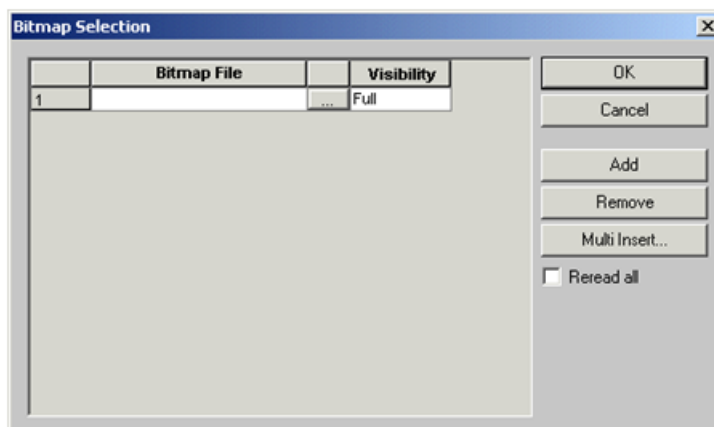 Bitmap Selection
Bitmap File Visibility
1 ... Full
OK
Cancel
Add
Remove
Multi Insert...
Reread all